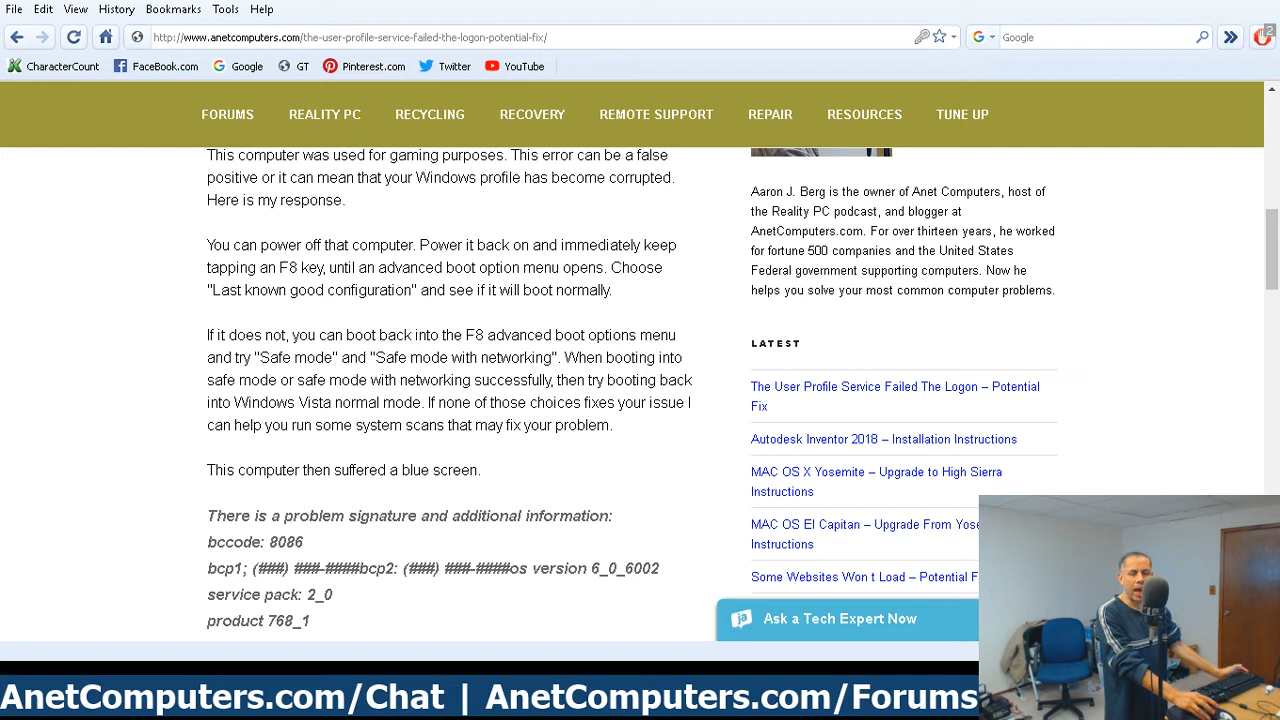 File Edit View History Bookmarks Tools Help
http://www.anetcomputers.com/the-user-profile-service-failed-the-logon-potential-fix/
Google
2
CharacterCount FaceBook.com Google GT Pinterest.com Twitter YouTube
FORUMS REALITY PC RECYCLING RECOVERY REMOTE SUPPORT REPAIR RESOURCES TUNE UP
This computer was used for gaming purposes. This error can be a false
positive or it can mean that your Windows profile has become corrupted.
Here is my response.
You can power off that computer. Power it back on and immediately keep
tapping an F8 key, until an advanced boot option menu opens. Choose
"Last known good configuration" and see if it will boot normally.
If it does not, you can boot back into the F8 advanced boot options menu
and try "Safe mode" and "Safe mode with networking". When booting into
safe mode or safe mode with networking successfully, then try booting back
into Windows Vista normal mode. If none of those choices fixes your issue I
can help you run some system scans that may fix your problem.
This computer then suffered a blue screen.
There is a problem signature and additional information:
bccode: 8086
bcp1; (###) ###-####bcp2: (###) ###-####os version 6_0_6002
service pack: 2_0
product 768_1
Aaron J. Berg is the owner of Anet Computers, host of
the Reality PC podcast, and blogger at
AnetComputers.com. For over thirteen years, he worked
for fortune 500 companies and the United States
Federal government supporting computers. Now he
helps you solve your most common computer problems.
LATEST
The User Profile Service Failed The Logon – Potential
Fix
Autodesk Inventor 2018 – Installation Instructions
MAC OS X Yosemite – Upgrade to High Sierra
Instructions
MAC OS El Capitan – Upgrade From Yose
Instructions
Some Websites Won t Load – Potential F
ja Ask a Tech Expert Now
AnetComputers.com/Chat | AnetComputers.com/Forums